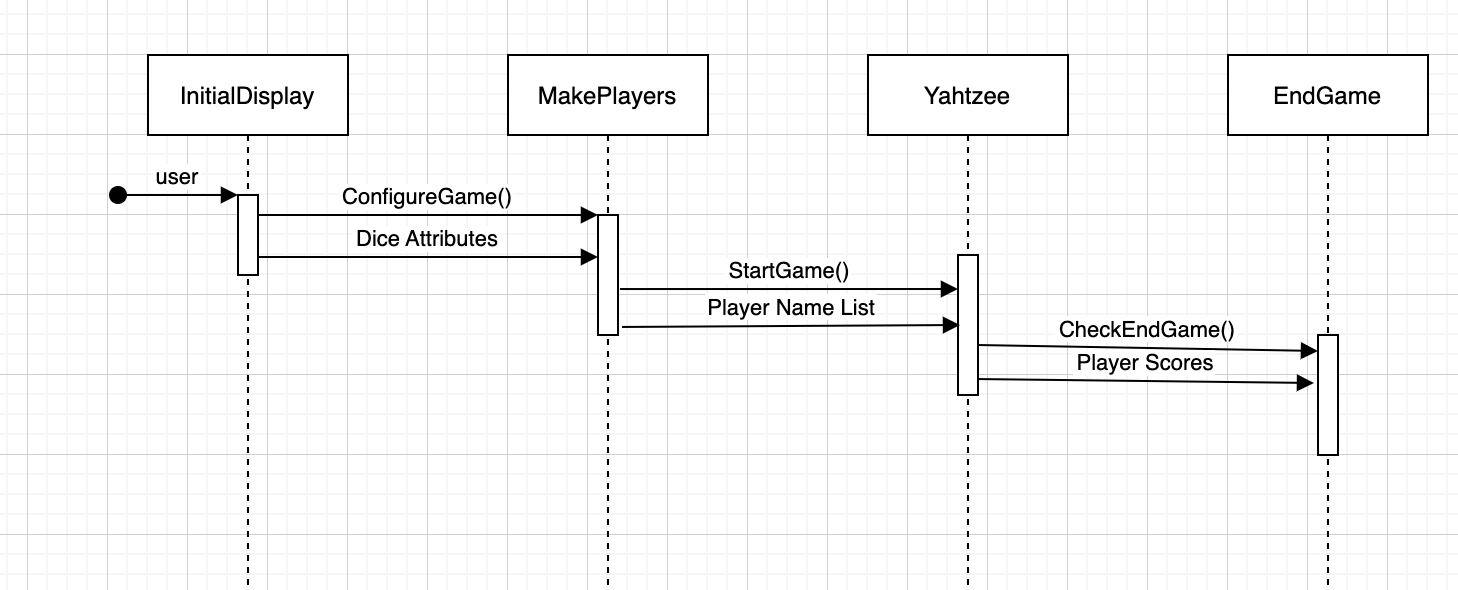 InitialDisplay
MakePlayers
Yahtzee
EndGame
user
ConfigureGame()
Dice Attributes
StartGame()
Player Name List
CheckEndGame()
Player Scores